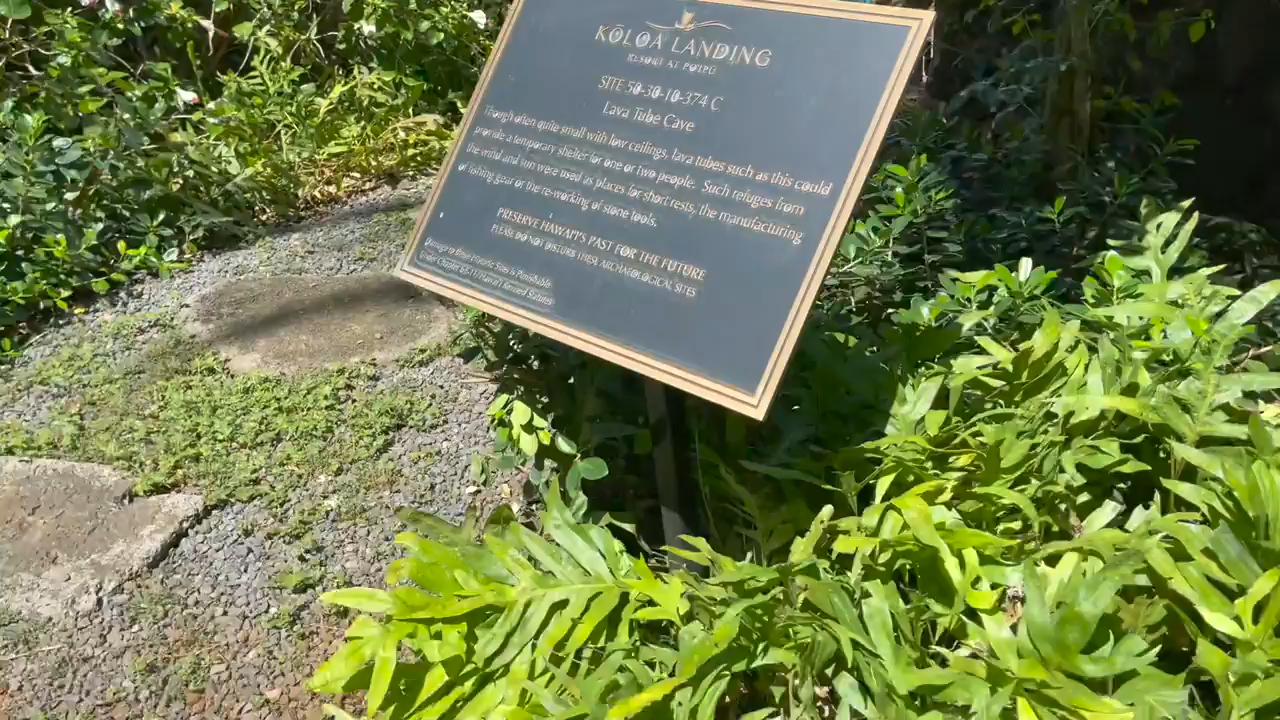 KŌLOA LANDING
RESORT AT PO'IPŪ
SITE 50-30-10-374 C
Lava Tube Cave
Though often quite small with low ceilings, lava tubes such as this could
provide a temporary shelter for one or two people. Such refuges from
the wind and sun were used as places for short rests, the manufacturing
of fishing gear or the re-working of stone tools.
PRESERVE HAWAI'I'S PAST FOR THE FUTURE
PLEASE DO NOT DISTURB THESE ARCHAEOLOGICAL SITES
Damage to these Historic Sites is Punishable
Under Chapter 6E-11 Hawai'i Revised Statutes